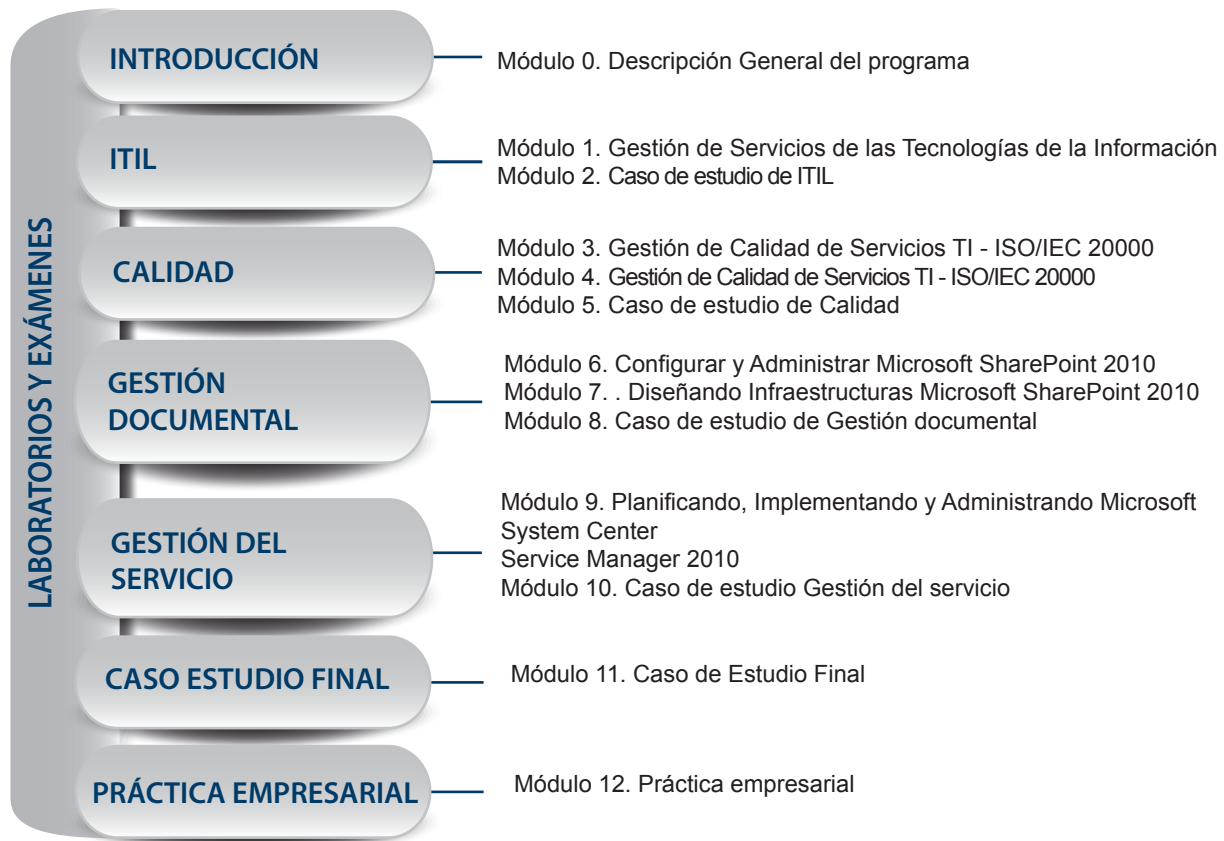 LABORATORIOS Y EXÁMENES
INTRODUCCIÓN
Módulo 0. Descripción General del programa
ITIL
Módulo 1. Gestión de Servicios de las Tecnologías de la Información
Módulo 2. Caso de estudio de ITIL
CALIDAD
Módulo 3. Gestión de Calidad de Servicios TI - ISO/IEC 20000
Módulo 4. Gestión de Calidad de Servicios TI - ISO/IEC 20000
Módulo 5. Caso de estudio de Calidad
GESTIÓN
DOCUMENTAL
Módulo 6. Configurar y Administrar Microsoft SharePoint 2010
Módulo 7. . Diseñando Infraestructuras Microsoft SharePoint 2010
Módulo 8. Caso de estudio de Gestión documental
GESTIÓN DEL
SERVICIO
Módulo 9. Planificando, Implementando y Administrando Microsoft
System Center
Service Manager 2010
Módulo 10. Caso de estudio Gestión del servicio
CASO ESTUDIO FINAL
Módulo 11. Caso de Estudio Final
PRÁCTICA EMPRESARIAL
Módulo 12. Práctica empresarial